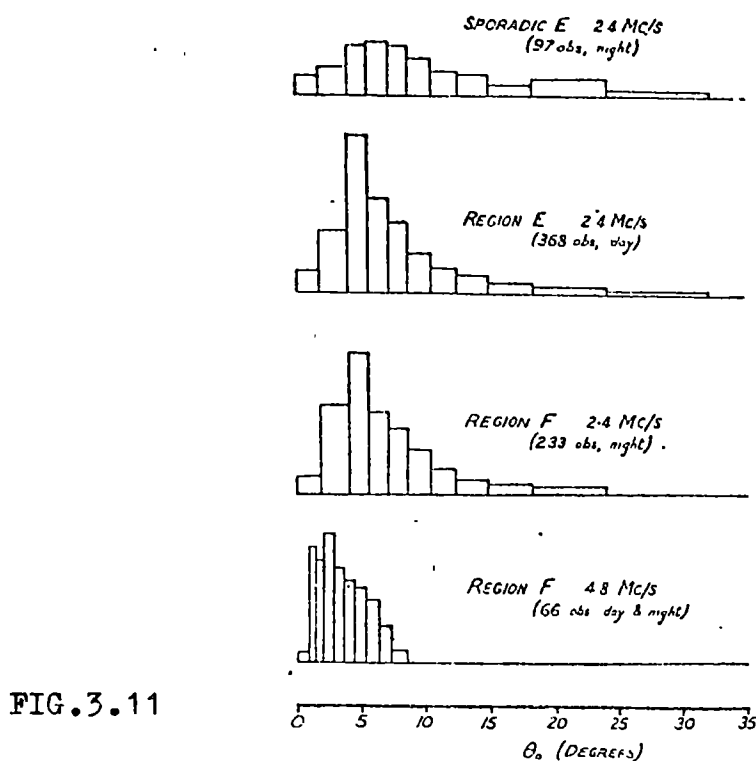 SPORADIC E 2.4 MC/S
(97 obs, night)
REGION E 2.4 MC/S
(368 obs, day)
REGION F 2.4 MC/S
(233 obs, night)
REGION F 4.8 MC/S
(66 obs day & night)
FIG.3.11
0 5 10 15 20 25 30 35
θ₀ (DEGREES)